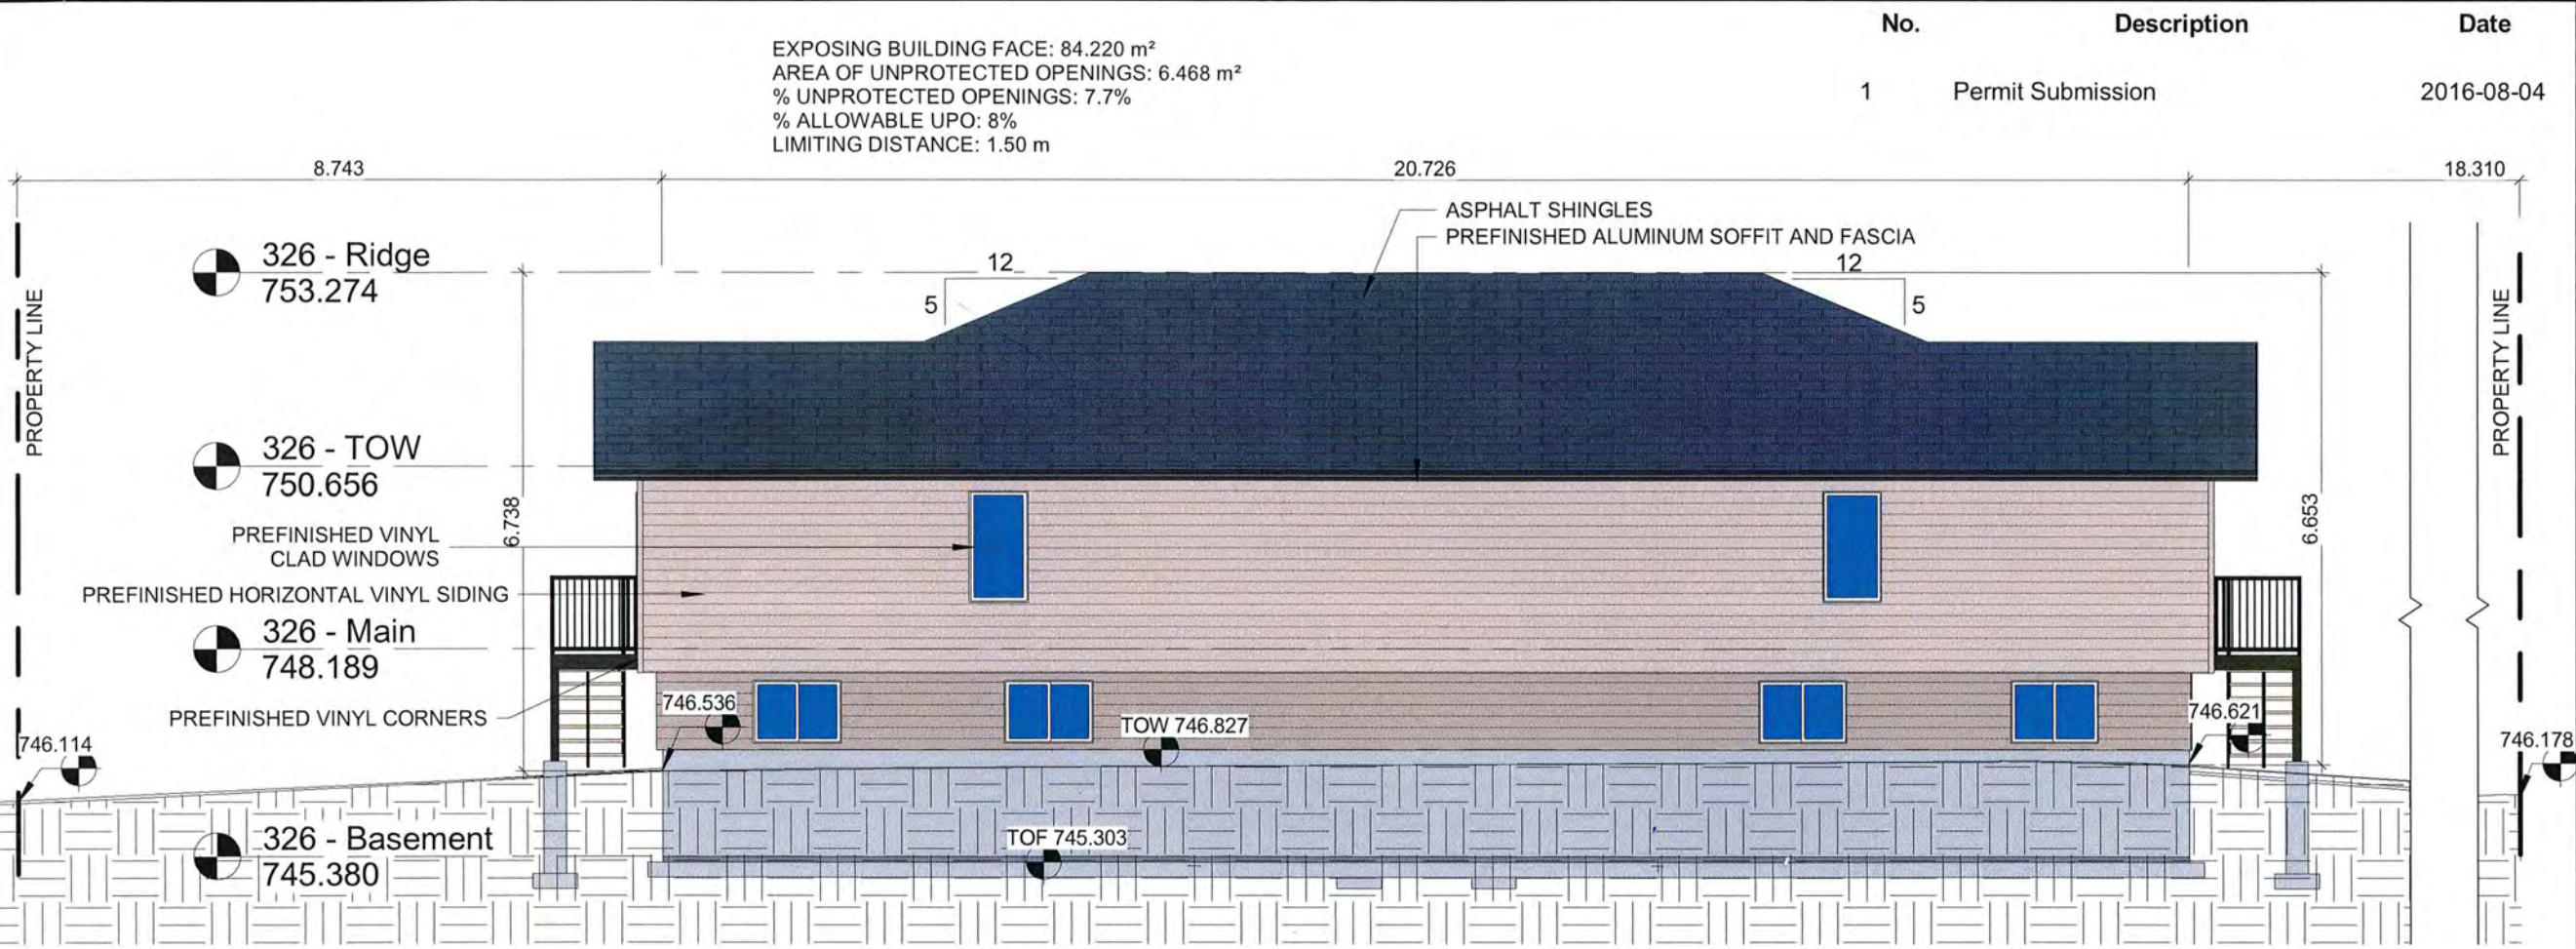 No. Description Date
1 Permit Submission 2016-08-04
EXPOSING BUILDING FACE: 84.220 m²
AREA OF UNPROTECTED OPENINGS: 6.468 m²
% UNPROTECTED OPENINGS: 7.7%
% ALLOWABLE UPO: 8%
LIMITING DISTANCE: 1.50 m
8.743
20.726
18.310
ASPHALT SHINGLES
PREFINISHED ALUMINUM SOFFIT AND FASCIA
326 - Ridge
753.274
12
5
12
5
PROPERTY LINE
PROPERTY LINE
326 - TOW
750.656
6.738
6.653
PREFINISHED VINYL
CLAD WINDOWS
PREFINISHED HORIZONTAL VINYL SIDING
326 - Main
748.189
PREFINISHED VINYL CORNERS
746.536
746.621
TOW 746.827
746.114
746.178
326 - Basement
745.380
TOF 745.303